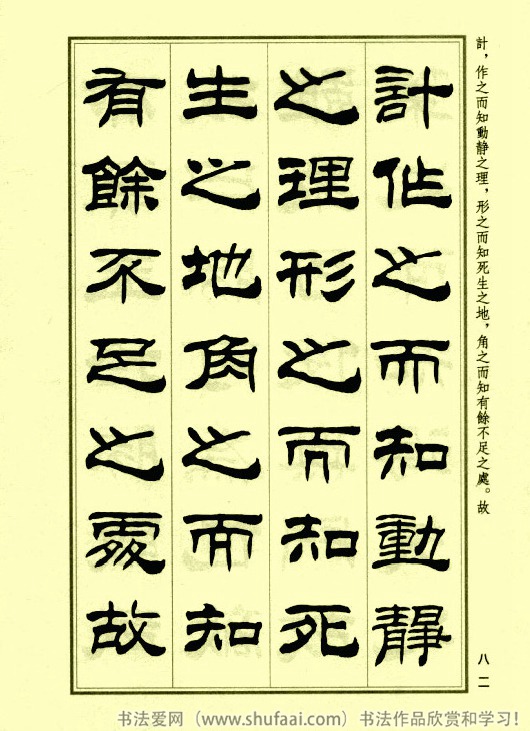 計，作之而知動静之理，形之而知死生之地，角之而知有餘不足之處。故
計作之而知動静
之理形之而知死
生之地角之而知
有餘不足之處故
八二
书法爱网（www.shufaai.com）书法作品欣赏和学习！